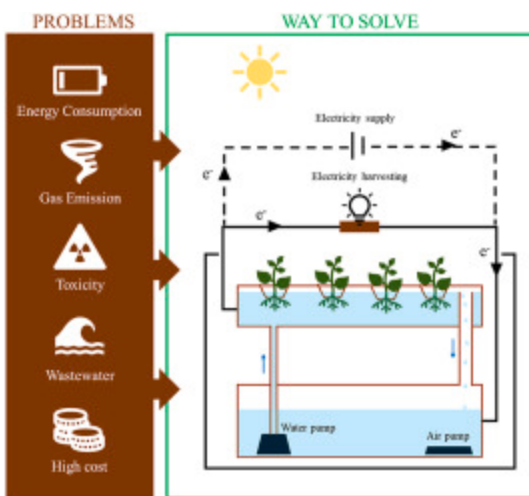 PROBLEMS
Energy Consumption
Gas Emission
Toxicity
Wastewater
High cost
WAY TO SOLVE
Electricity supply
e-
e-
Electricity harvesting
e-
e-
Water pump
Air pump